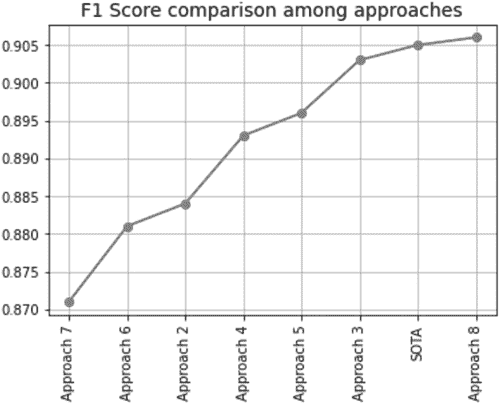 F1 Score comparison among approaches
0.905
0.900
0.895
0.890
0.885
0.880
0.875
0.870
Approach 7
Approach 6
Approach 2
Approach 4
Approach 5
Approach 3
SOTA
Approach 8